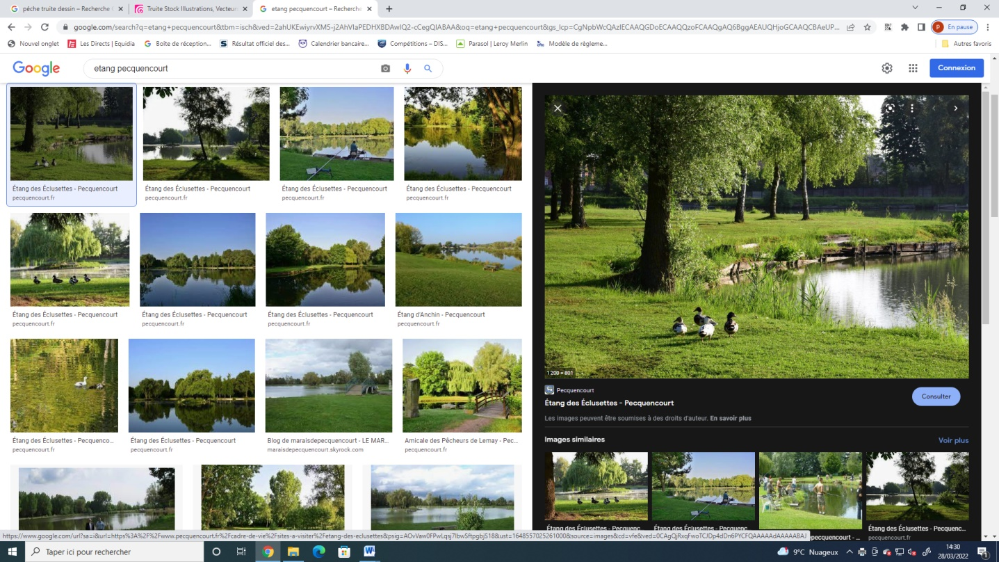 pêche truite dessin – Recherche
Truite Stock Illustrations, Vecteurs
etang pecquencourt – Recherche
google.com/search?q=etang+pecquencourt&tbm=isch&ved=2ahUKEwiyrvXM5-j2AhVIaPEDHXBDAwIQ2-cCegQIABAA&oq=etang+pecquencourt&gs_lcp=CgNpbWcQAzIECAAQGDoECAAQQzoFCAAQgAQ6BggAEAUQHjoGCAAQCBAeUP...
P En pause
Nouvel onglet
Les Directs | Equidia
Boîte de réception...
Résultat officiel des...
Calendrier bancaire...
Compétitions – DIS...
Parasol | Leroy Merlin
Modèle de règleme...
Autres favoris
Google
etang pecquencourt
Connexion
Étang des Éclusettes - Pecquencourt
pecquencourt.fr
Étang des Éclusettes - Pecquencourt
pecquencourt.fr
Étang des Éclusettes - Pecquencourt
pecquencourt.fr
Étang des Éclusettes - Pecquencourt
pecquencourt.fr
Étang des Éclusettes - Pecquencourt
pecquencourt.fr
Étang des Éclusettes - Pecquencourt
pecquencourt.fr
Étang des Éclusettes - Pecquencourt
pecquencourt.fr
Étang d'Anchin - Pecquencourt
pecquencourt.fr
Étang des Éclusettes - Pecquenco...
pecquencourt.fr
Étang des Éclusettes - Pecquencourt
pecquencourt.fr
Blog de maraisdepecquencourt - LE MAR...
maraisdepecquencourt.skyrock.com
Amicale des Pêcheurs de Lemay - Pec...
pecquencourt.fr
1 200 × 801
Pecquencourt
Étang des Éclusettes - Pecquencourt
Consulter
Les images peuvent être soumises à des droits d'auteur. En savoir plus
Images similaires
Voir plus
Étang des Éclusettes - Pecquenc...
Étang des Éclusettes - Pecquenc...
pecquencourt - ...
Étang des Éclusettes - Pecquenc...
https://www.google.com/url?sa=i&url=https%3A%2F%2Fwww.pecquencourt.fr%2Fcadre-de-vie%2Fsites-a-visiter%2Fetang-des-eclusettes&psig=AOvVaw0FPwLqsj7lbwSftpgbjS18&ust=1648557025261000&source=images&cd=vfe&ved=0CAgQjRxqFwoTCJDp4dDn6PYCFQAAAAAdAAAAABAJ
Taper ici pour rechercher
9°C Nuageux
14:30
28/03/2022
1